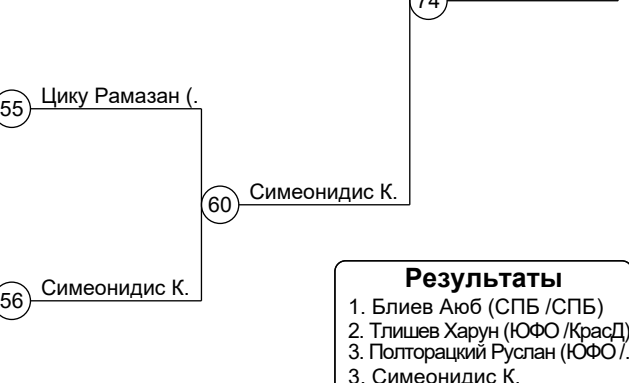 74
Цику Рамазан (.
55
Симеонидис К.
60
Симеонидис К.
56
Результаты
1. Блиев Аюб (СПБ /СПБ)
2. Тлишев Харун (ЮФО /КрасД)
3. Полторацкий Руслан (ЮФО /.
3. Симеонидис К.